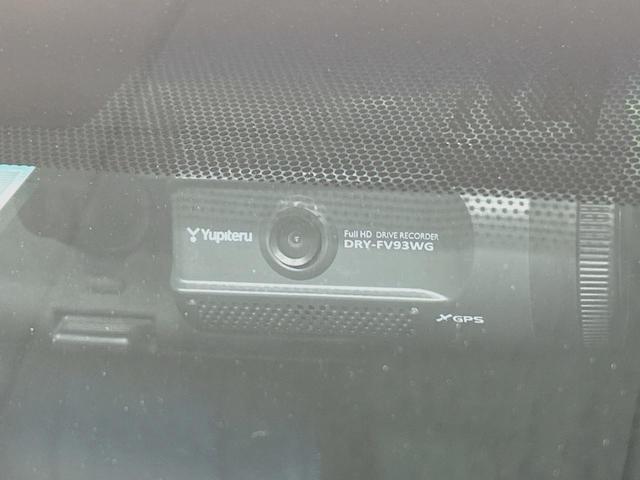 Yupiteru
Full HD DRIVE RECORDER
DRY-FV93WG
GPS